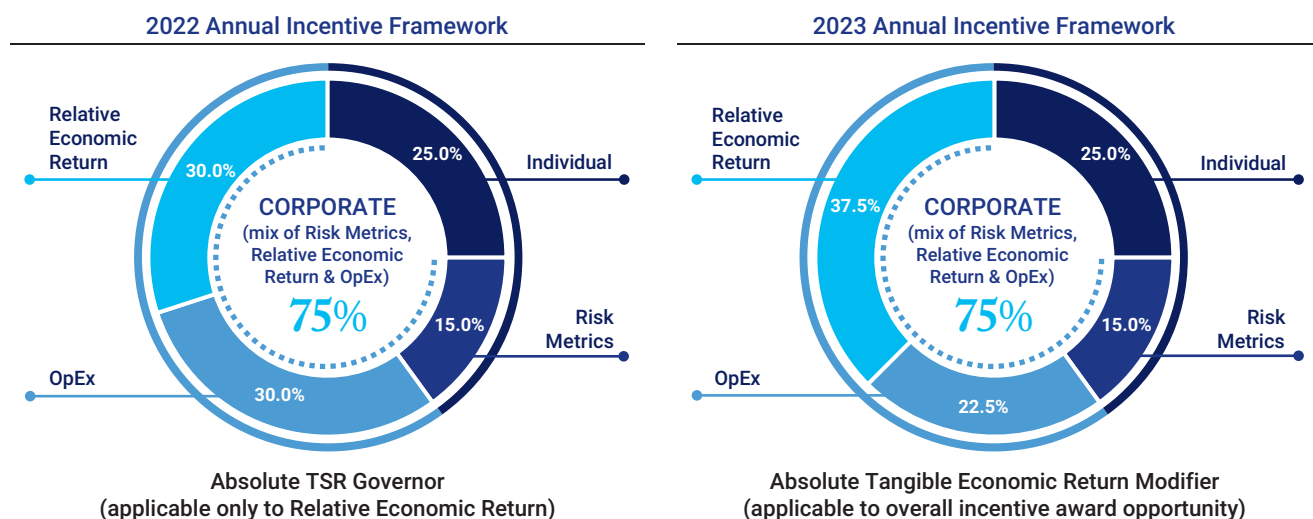 2022 Annual Incentive Framework
Relative
Economic
Return
30.0%
25.0%
Individual
CORPORATE
(mix of Risk Metrics,
Relative Economic
Return & OpEx)
75%
15.0%
Risk
Metrics
OpEx
30.0%
Absolute TSR Governor
(applicable only to Relative Economic Return)
2023 Annual Incentive Framework
Relative
Economic
Return
37.5%
25.0%
Individual
CORPORATE
(mix of Risk Metrics,
Relative Economic
Return & OpEx)
75%
15.0%
Risk
Metrics
OpEx
22.5%
Absolute Tangible Economic Return Modifier
(applicable to overall incentive award opportunity)